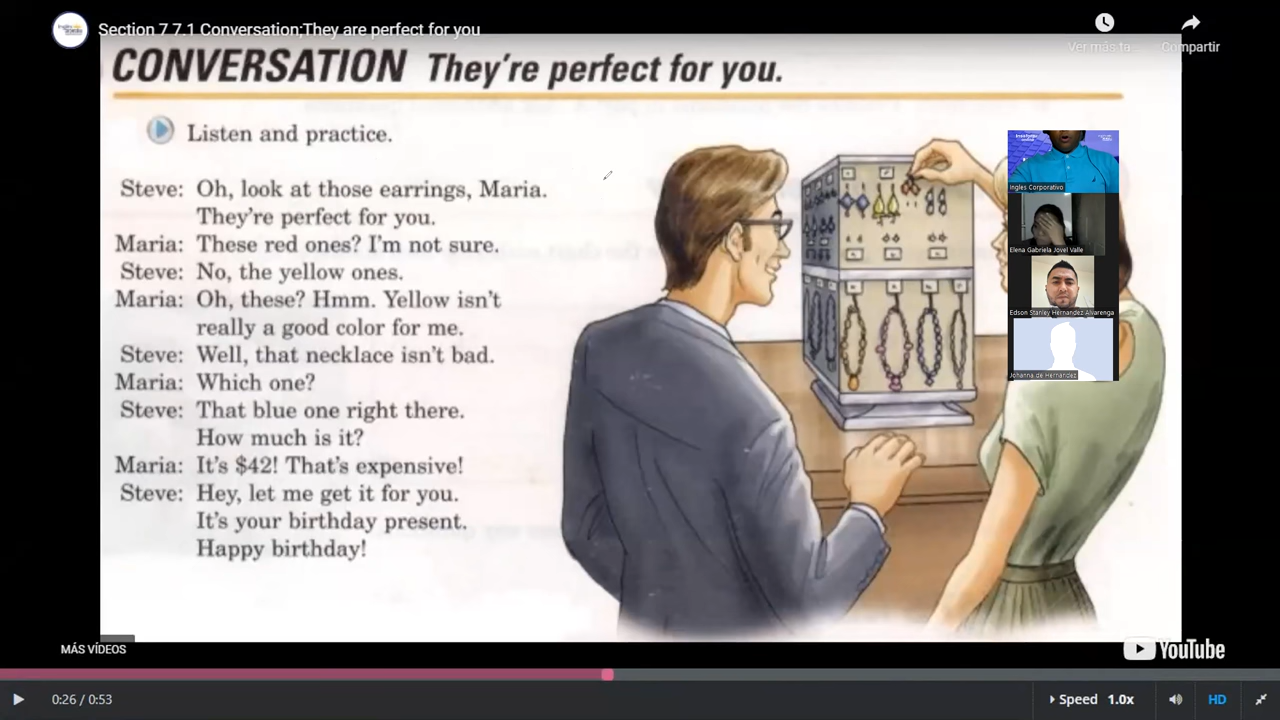 Section 7 7.1 Conversation;They are perfect for you
Ver más ta...
Compartir
CONVERSATION They're perfect for you.
Listen and practice.
Steve: Oh, look at those earrings, Maria.
They're perfect for you.
Maria: These red ones? I'm not sure.
Steve: No, the yellow ones.
Maria: Oh, these? Hmm. Yellow isn't
really a good color for me.
Steve: Well, that necklace isn't bad.
Maria: Which one?
Steve: That blue one right there.
How much is it?
Maria: It's $42! That's expensive!
Steve: Hey, let me get it for you.
It's your birthday present.
Happy birthday!
Ingles Corporativo
Elena Gabriela Jovel Valle
Edson Stanley Hernandez Alvarenga
Johanna de Hernandez
MÁS VÍDEOS
YouTube
0:26 / 0:53
Speed 1.0x
HD